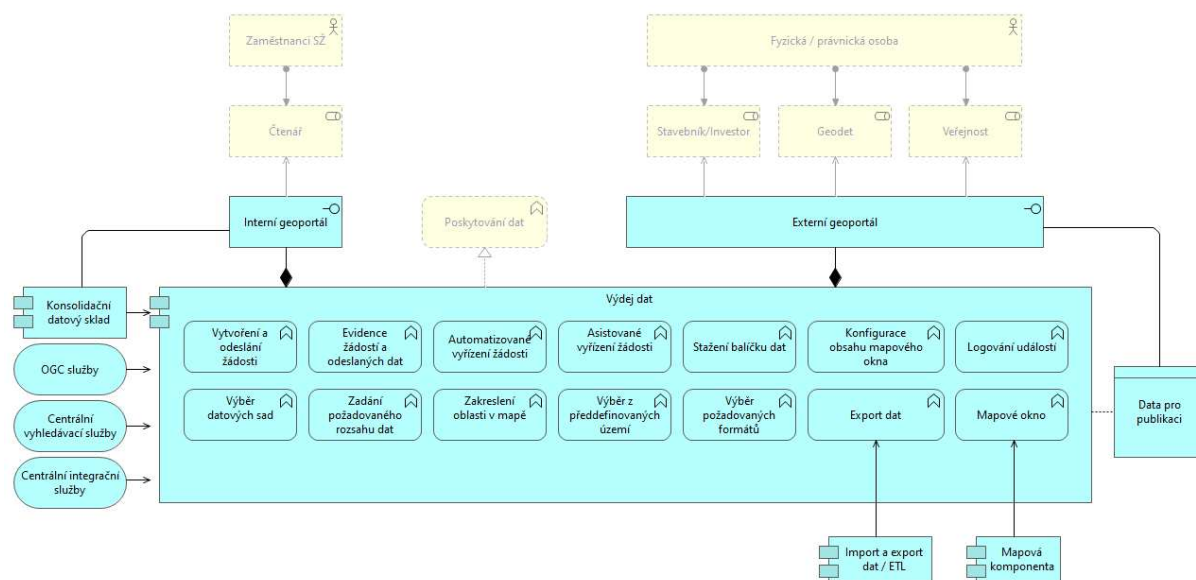 Zaměstnanci SŽ
Fyzická / právnická osoba
Čtenář
Stavebník/Investor
Geodet
Veřejnost
Interní geoportál
Poskytování dat
Externí geoportál
Konsolidační
datový sklad
OGC služby
Centrální
vyhledávací služby
Centrální integrační
služby
Výdej dat
Vytvoření a
odeslání
žádosti
Evidence
žádostí a
odeslaných dat
Automatizované
vyřízení žádosti
Asistované
vyřízení žádosti
Stažení balíčku dat
Konfigurace
obsahu mapového
okna
Logování událostí
Výběr
datových sad
Zadání
požadovaného
rozsahu dat
Zakreslení
oblasti v mapě
Výběr z
předdefinovaných
území
Výběr
požadovaných
formátů
Export dat
Mapové okno
Data pro
publikaci
Import a export
dat / ETL
Mapová
komponenta